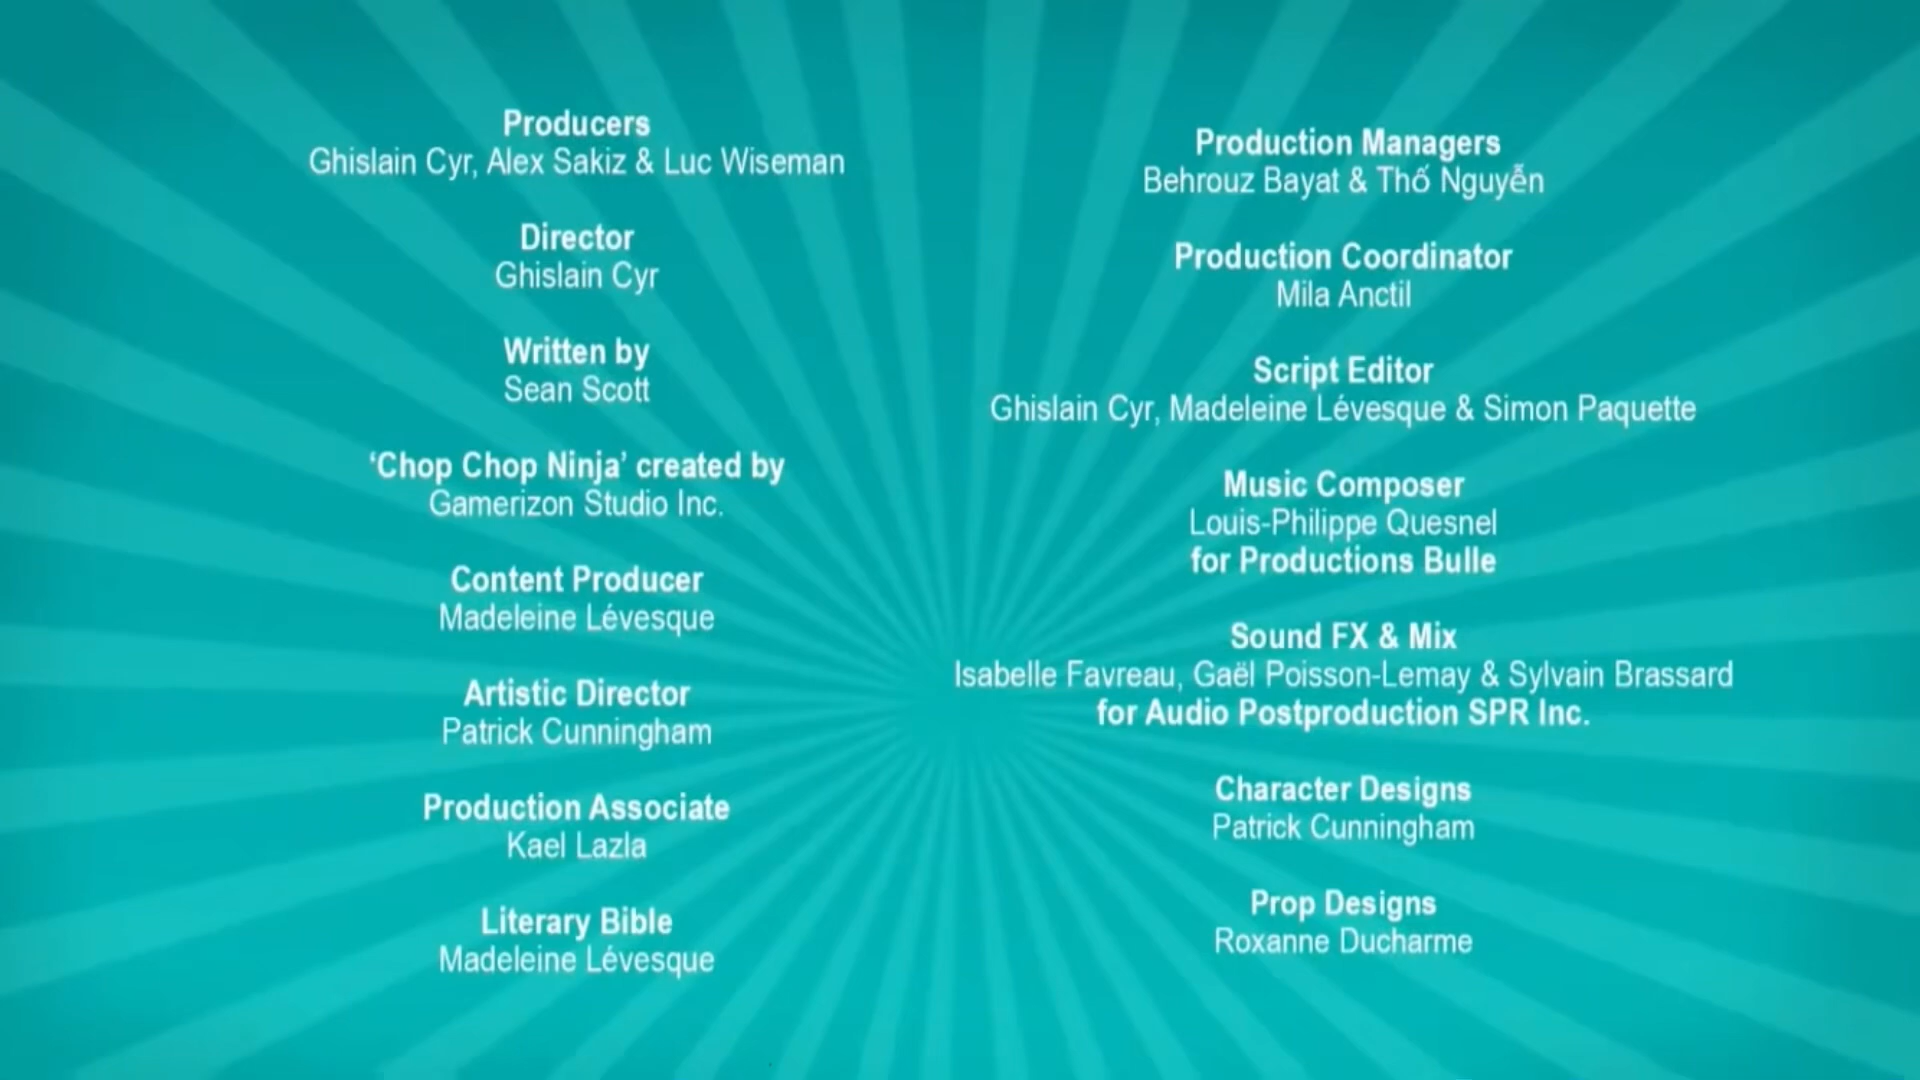 Producers
Ghislain Cyr, Alex Sakiz & Luc Wiseman
Director
Ghislain Cyr
Written by
Sean Scott
‘Chop Chop Ninja’ created by
Gamerizon Studio Inc.
Content Producer
Madeleine Lévesque
Artistic Director
Patrick Cunningham
Production Associate
Kael Lazla
Literary Bible
Madeleine Lévesque
Production Managers
Behrouz Bayat & Thố Nguyễn
Production Coordinator
Mila Anctil
Script Editor
Ghislain Cyr, Madeleine Lévesque & Simon Paquette
Music Composer
Louis-Philippe Quesnel
for Productions Bulle
Sound FX & Mix
Isabelle Favreau, Gaël Poisson-Lemay & Sylvain Brassard
for Audio Postproduction SPR Inc.
Character Designs
Patrick Cunningham
Prop Designs
Roxanne Ducharme